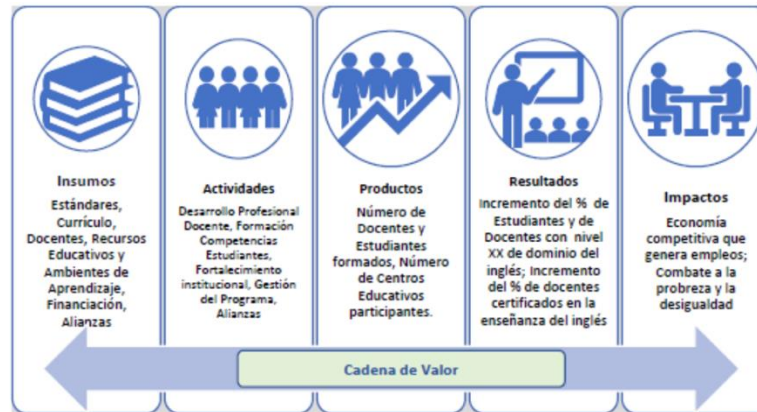 Insumos
Estándares,
Currículo,
Docentes, Recursos
Educativos y
Ambientes de
Aprendizaje,
Financiación,
Alianzas
Actividades
Desarrollo Profesional
Docente, Formación
Competencias
Estudiantes,
Fortalecimiento
institucional, Gestión
del Programa,
Alianzas
Productos
Número de
Docentes y
Estudiantes
formados, Número
de Centros
Educativos
participantes.
Resultados
Incremento del % de
Estudiantes y de
Docentes con nivel
XX de dominio del
inglés; Incremento
del % de docentes
certificados en la
enseñanza del inglés
Impactos
Economía
competitiva que
genera empleos;
Combate a la
probreza y la
desigualdad
Cadena de Valor